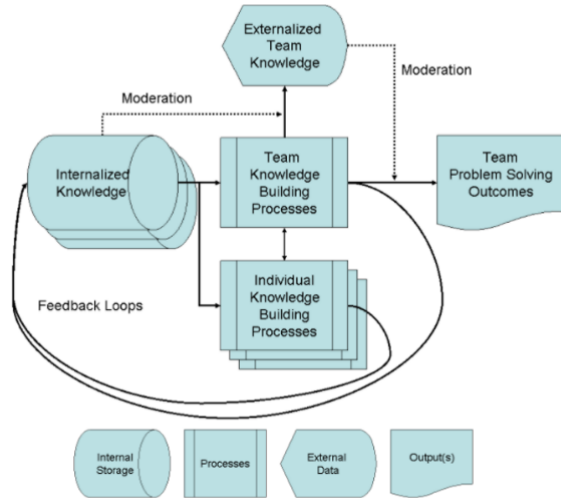 Externalized
Team
Knowledge
Moderation
Moderation
Internalized
Knowledge
Team
Knowledge
Building
Processes
Team
Problem Solving
Outcomes
Individual
Knowledge
Building
Processes
Feedback Loops
Internal
Storage
Processes
External
Data
Output(s)